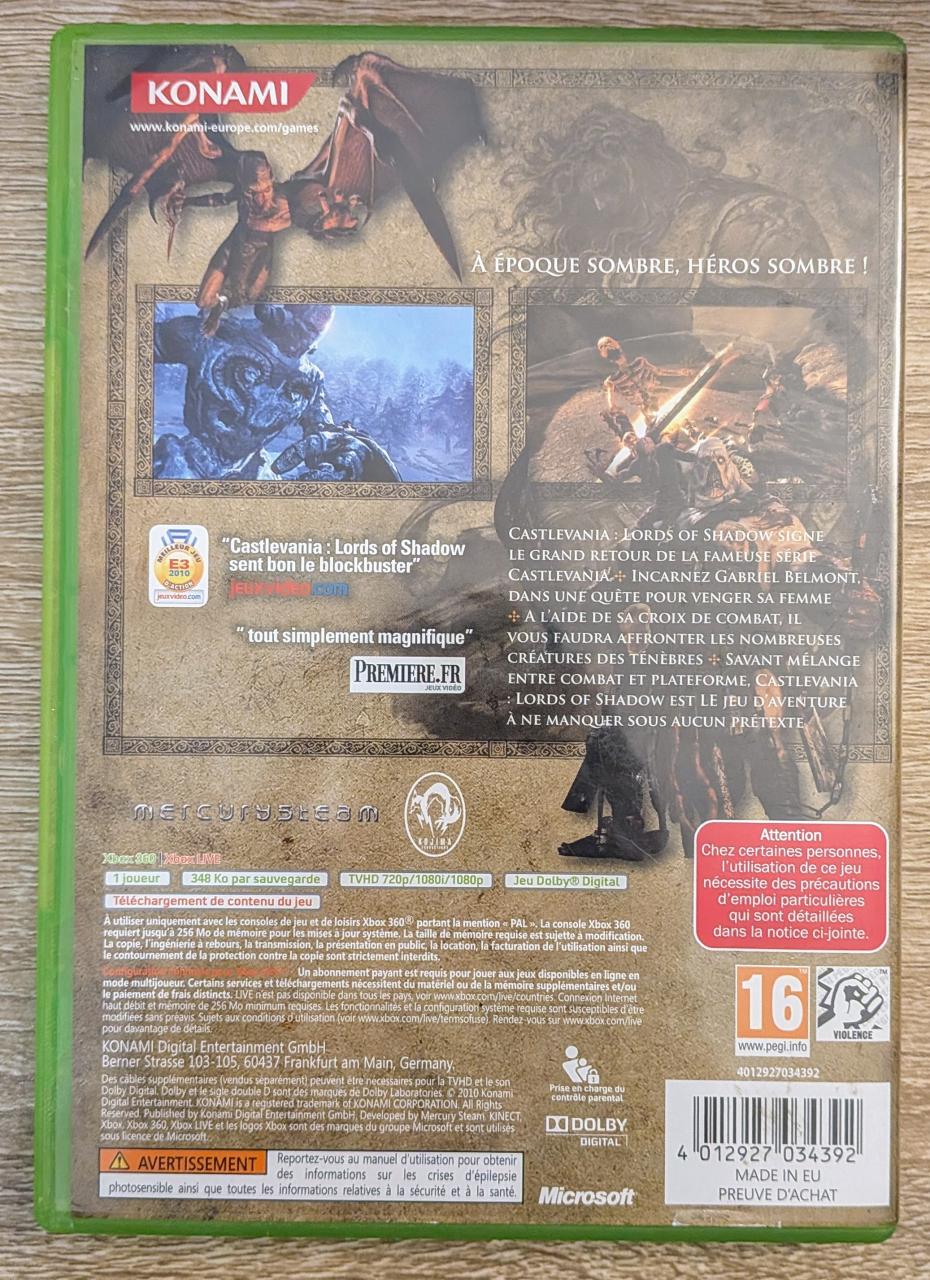 KONAMI
www.konami-europe.com/games
À ÉPOQUE SOMBRE, HÉROS SOMBRE !
MEILLEUR JEU
E3
2010
D'ACTION
jeuxvideo.com
“Castlevania : Lords of Shadow
sent bon le blockbuster”
jeuxvideo.com
“ tout simplement magnifique”
PREMIERE.FR
JEUX VIDÉO
CASTLEVANIA : LORDS OF SHADOW SIGNE
LE GRAND RETOUR DE LA FAMEUSE SÉRIE
CASTLEVANIA. INCARNEZ GABRIEL BELMONT,
DANS UNE QUÊTE POUR VENGER SA FEMME
A L'AIDE DE SA CROIX DE COMBAT, IL
VOUS FAUDRA AFFRONTER LES NOMBREUSES
CRÉATURES DES TÉNÈBRES SAVANT MÉLANGE
ENTRE COMBAT ET PLATEFORME, CASTLEVANIA
: LORDS OF SHADOW EST LE JEU D'AVENTURE
À NE MANQUER SOUS AUCUN PRÉTEXTE.
MERCURYSTEAM
KOJIMA
PRODUCTIONS
Xbox 360 | Xbox LIVE
1 joueur
348 Ko par sauvegarde
TVHD 720p/1080i/1080p
Jeu Dolby® Digital
Téléchargement de contenu du jeu
Attention
Chez certaines personnes,
l'utilisation de ce jeu
nécessite des précautions
d'emploi particulières
qui sont détaillées
dans la notice ci-jointe.
À utiliser uniquement avec les consoles de jeu et de loisirs Xbox 360® portant la mention « PAL ». La console Xbox 360
requiert jusqu'à 256 Mo de mémoire pour les mises à jour système. La taille de mémoire requise est sujette à modification.
La copie, l'ingénierie à rebours, la transmission, la présentation en public, la location, la facturation de l'utilisation ainsi que
le contournement de la protection contre la copie sont strictement interdits.
Un abonnement payant est requis pour jouer aux jeux disponibles en ligne en
mode multijoueur. Certains services et téléchargements nécessitent du matériel ou de la mémoire supplémentaires et/ou
le paiement de frais distincts. LIVE n'est pas disponible dans tous les pays, voir www.xbox.com/live/countries. Connexion Internet
haut débit et mémoire de 256 Mo minimum requises. Les fonctionnalités et la configuration système requise sont susceptibles d'être
modifiées sans préavis. Sujets aux conditions d'utilisation (voir www.xbox.com/live/termsofuse). Rendez-vous sur www.xbox.com/live
pour davantage de détails.
KONAMI Digital Entertainment GmbH
Berner Strasse 103-105, 60437 Frankfurt am Main, Germany,
Des câbles supplémentaires (vendus séparément) peuvent être nécessaires pour la TVHD et le son
Dolby Digital. Dolby et le sigle double D sont des marques de Dolby Laboratories. © 2010 Konami
Digital Entertainment. KONAMI is a registered trademark of KONAMI CORPORATION. All Rights
Reserved. Published by Konami Digital Entertainment GmbH. Developed by Mercury Steam. KINECT,
Xbox, Xbox 360, Xbox LIVE et les logos Xbox sont des marques du groupe Microsoft et sont utilisés
sous licence de Microsoft.
AVERTISSEMENT
Reportez-vous au manuel d'utilisation pour obtenir
des informations sur les crises d'épilepsie
photosensible ainsi que toutes les informations relatives à la sécurité et à la santé.
Prise en charge du
contrôle parental
DOLBY
DIGITAL
Microsoft
16
www.pegi.info
VIOLENCE
4012927034392
4 012927 034392
MADE IN EU
PREUVE D'ACHAT